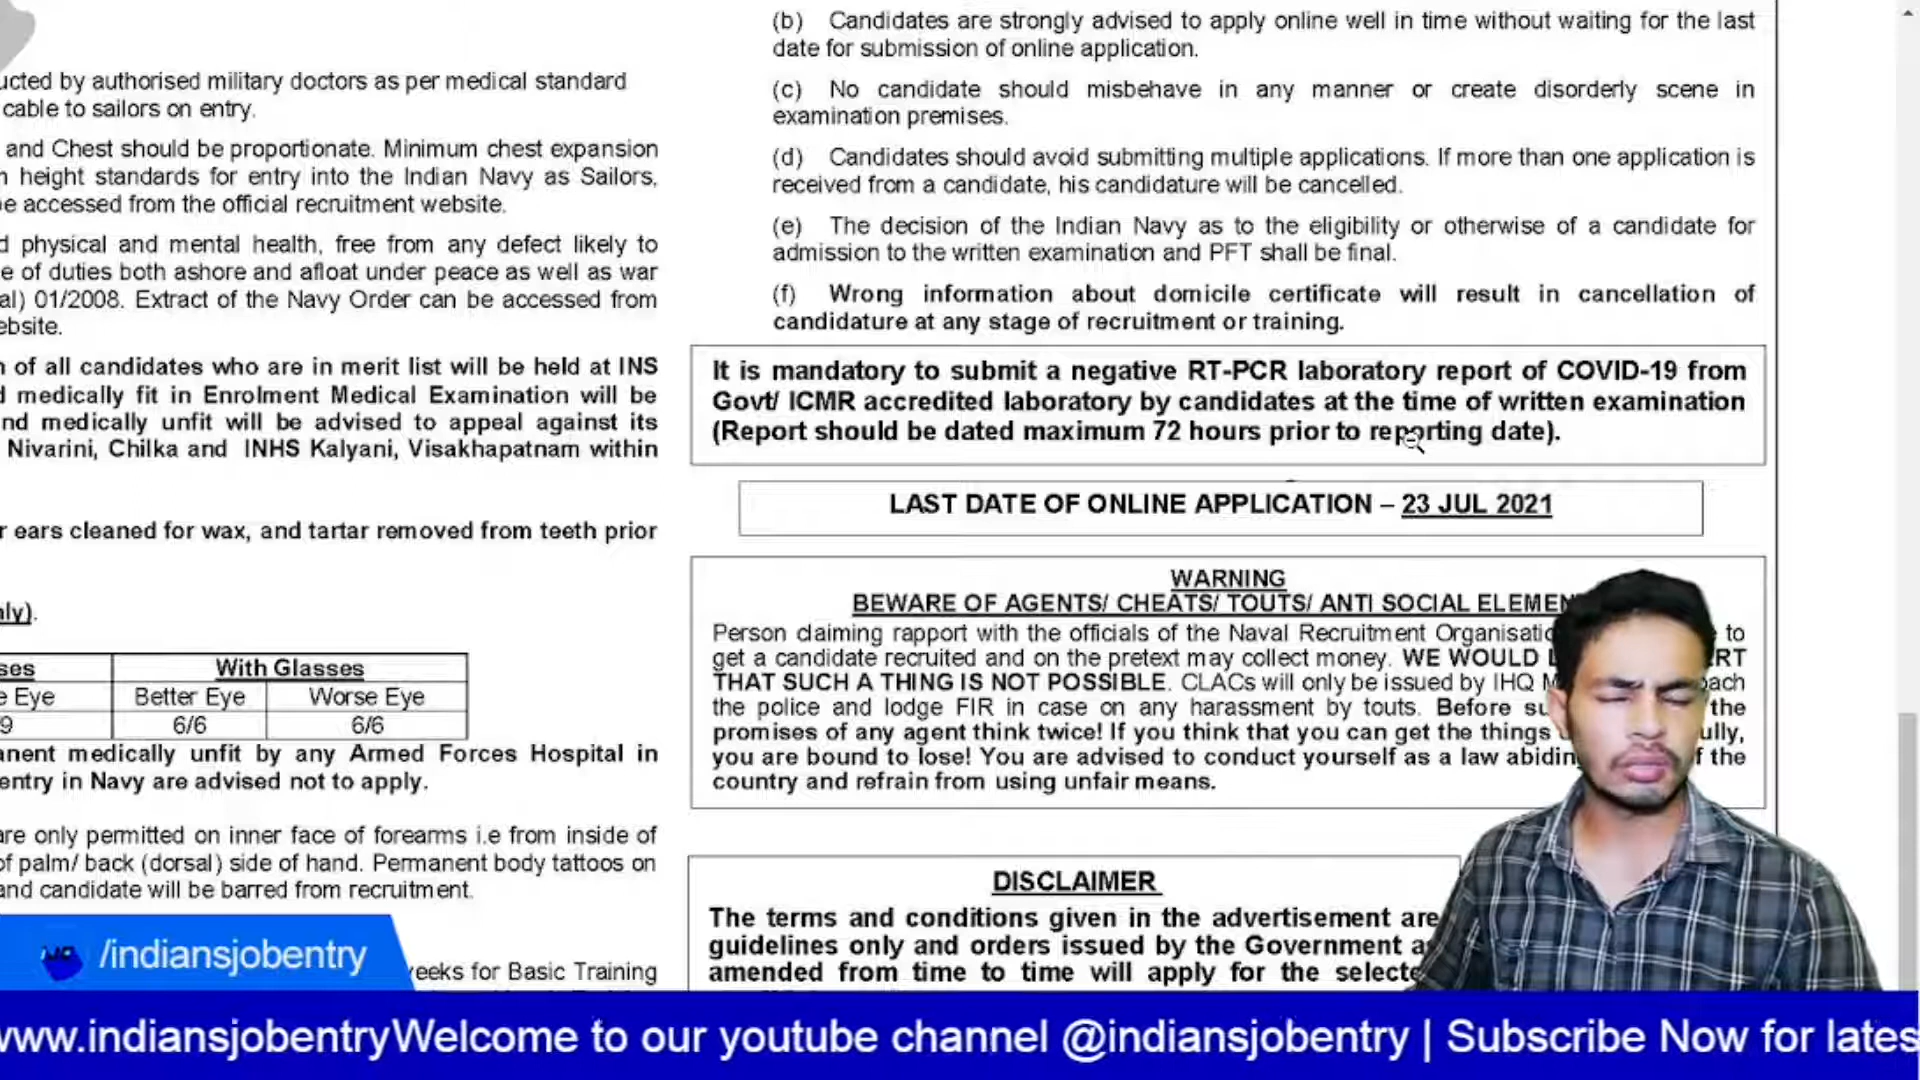 ucted by authorised military doctors as per medical standard
cable to sailors on entry.
and Chest should be proportionate. Minimum chest expansion
height standards for entry into the Indian Navy as Sailors,
e accessed from the official recruitment website.
d physical and mental health, free from any defect likely to
e of duties both ashore and afloat under peace as well as war
al) 01/2008. Extract of the Navy Order can be accessed from
ebsite.
of all candidates who are in merit list will be held at INS
d medically fit in Enrolment Medical Examination will be
nd medically unfit will be advised to appeal against its
Nivarini, Chilka and INHS Kalyani, Visakhapatnam within
r ears cleaned for wax, and tartar removed from teeth prior
nly).
ses With Glasses
e Eye Better Eye Worse Eye
9 6/6 6/6
anent medically unfit by any Armed Forces Hospital in
entry in Navy are advised not to apply.
are only permitted on inner face of forearms i.e from inside of
of palm/ back (dorsal) side of hand. Permanent body tattoos on
and candidate will be barred from recruitment.
eeks for Basic Training
(b) Candidates are strongly advised to apply online well in time without waiting for the last
date for submission of online application.
(c) No candidate should misbehave in any manner or create disorderly scene in
examination premises.
(d) Candidates should avoid submitting multiple applications. If more than one application is
received from a candidate, his candidature will be cancelled.
(e) The decision of the Indian Navy as to the eligibility or otherwise of a candidate for
admission to the written examination and PFT shall be final.
(f) Wrong information about domicile certificate will result in cancellation of
candidature at any stage of recruitment or training.
It is mandatory to submit a negative RT-PCR laboratory report of COVID-19 from
Govt/ ICMR accredited laboratory by candidates at the time of written examination
(Report should be dated maximum 72 hours prior to reporting date).
LAST DATE OF ONLINE APPLICATION – 23 JUL 2021
WARNING
BEWARE OF AGENTS/ CHEATS/ TOUTS/ ANTI SOCIAL ELEMEN
Person claiming rapport with the officials of the Naval Recruitment Organisatio to
get a candidate recruited and on the pretext may collect money. WE WOULD L ERT
THAT SUCH A THING IS NOT POSSIBLE. CLACs will only be issued by IHQ M oach
the police and lodge FIR in case on any harassment by touts. Before su the
promises of any agent think twice! If you think that you can get the things ully,
you are bound to lose! You are advised to conduct yourself as a law abiding f the
country and refrain from using unfair means.
DISCLAIMER
The terms and conditions given in the advertisement are
guidelines only and orders issued by the Government a
amended from time to time will apply for the selecte
/indiansjobentry
www.indiansjobentryWelcome to our youtube channel @indiansjobentry | Subscribe Now for lates